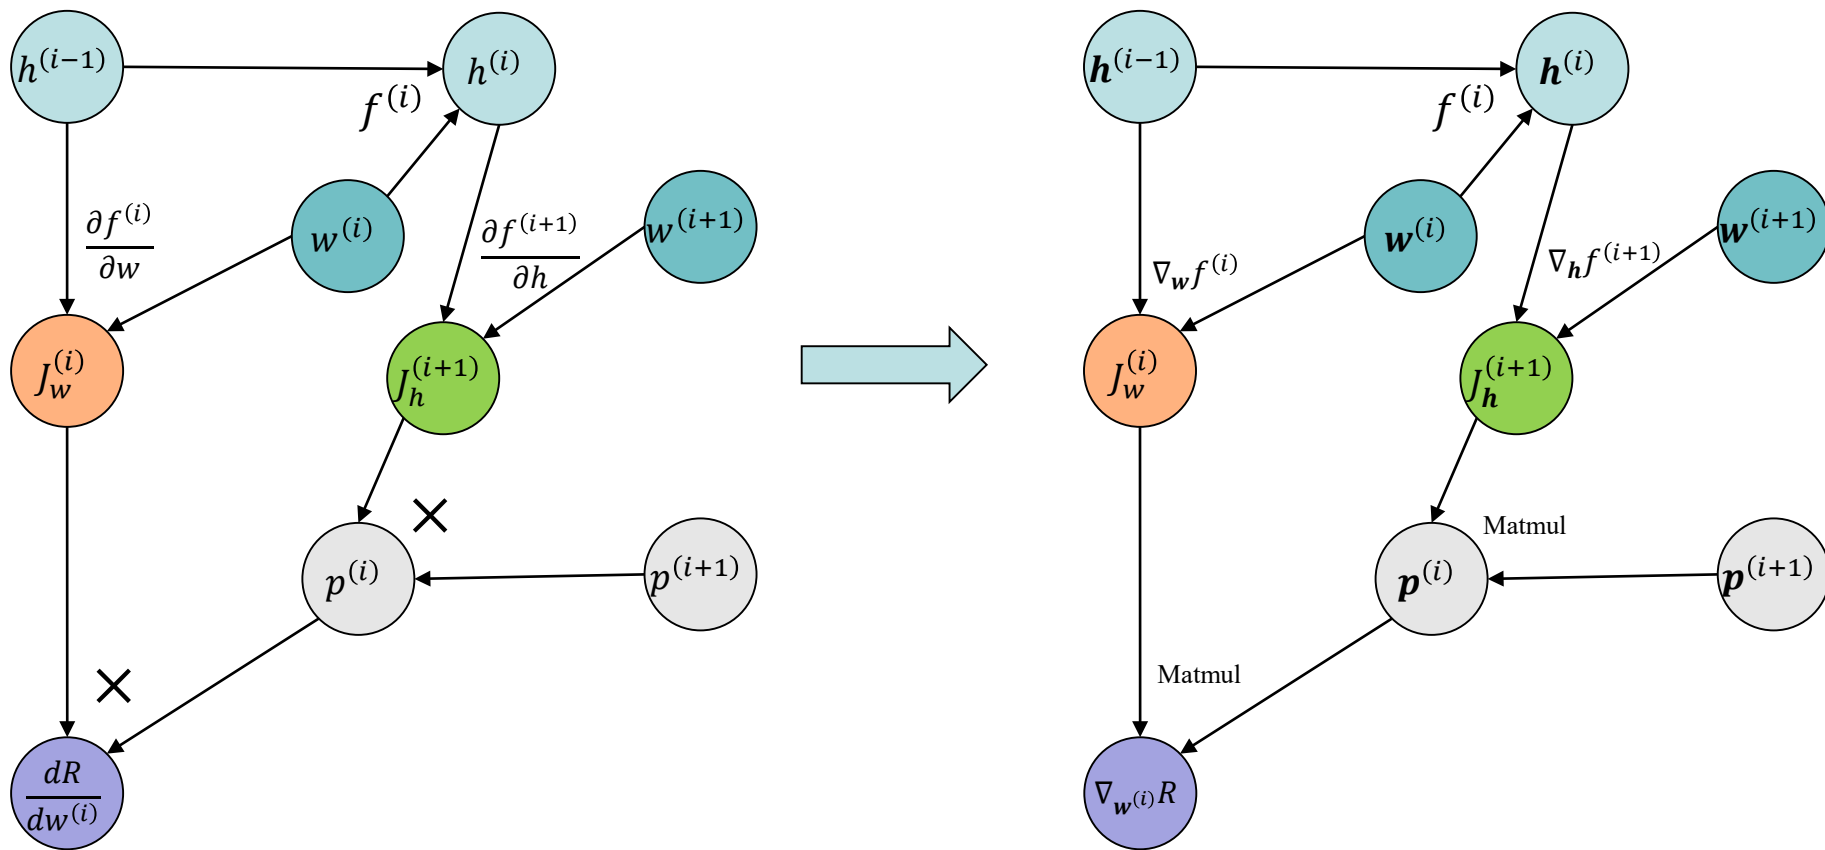 h^(i−1)
h^(i)
f^(i)
w^(i)
w^(i+1)
∂f^(i)
∂w
∂f^(i+1)
∂h
J_w^(i)
J_h^(i+1)
×
p^(i)
p^(i+1)
×
dR
dw^(i)
h^(i−1)
h^(i)
f^(i)
w^(i)
w^(i+1)
∇_w f^(i)
∇_h f^(i+1)
J_w^(i)
J_h^(i+1)
Matmul
p^(i)
p^(i+1)
Matmul
∇_w^(i) R